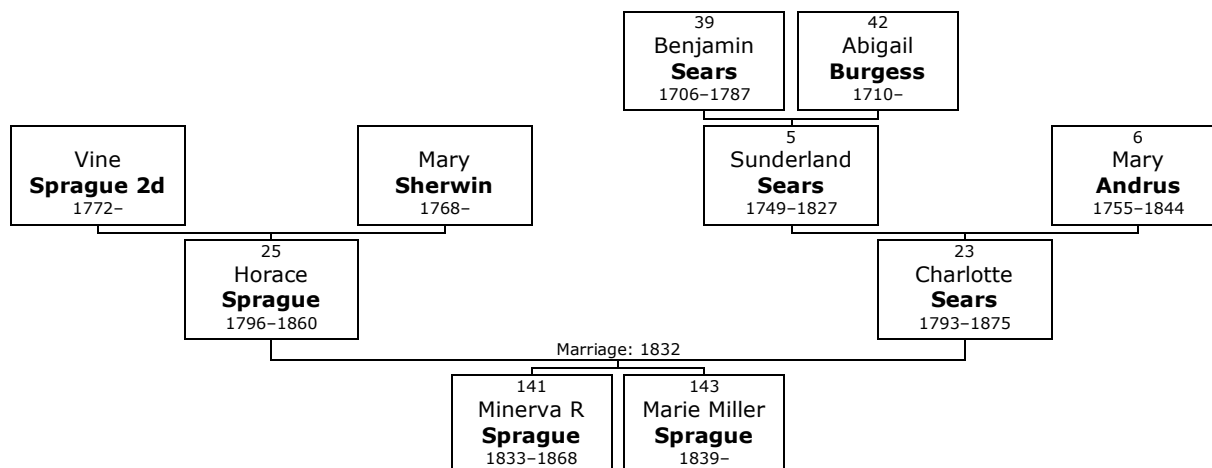 39
Benjamin
Sears
1706–1787
42
Abigail
Burgess
1710–
Vine
Sprague 2d
1772–
Mary
Sherwin
1768–
5
Sunderland
Sears
1749–1827
6
Mary
Andrus
1755–1844
25
Horace
Sprague
1796–1860
23
Charlotte
Sears
1793–1875
Marriage: 1832
141
Minerva R
Sprague
1833–1868
143
Marie Miller
Sprague
1839–